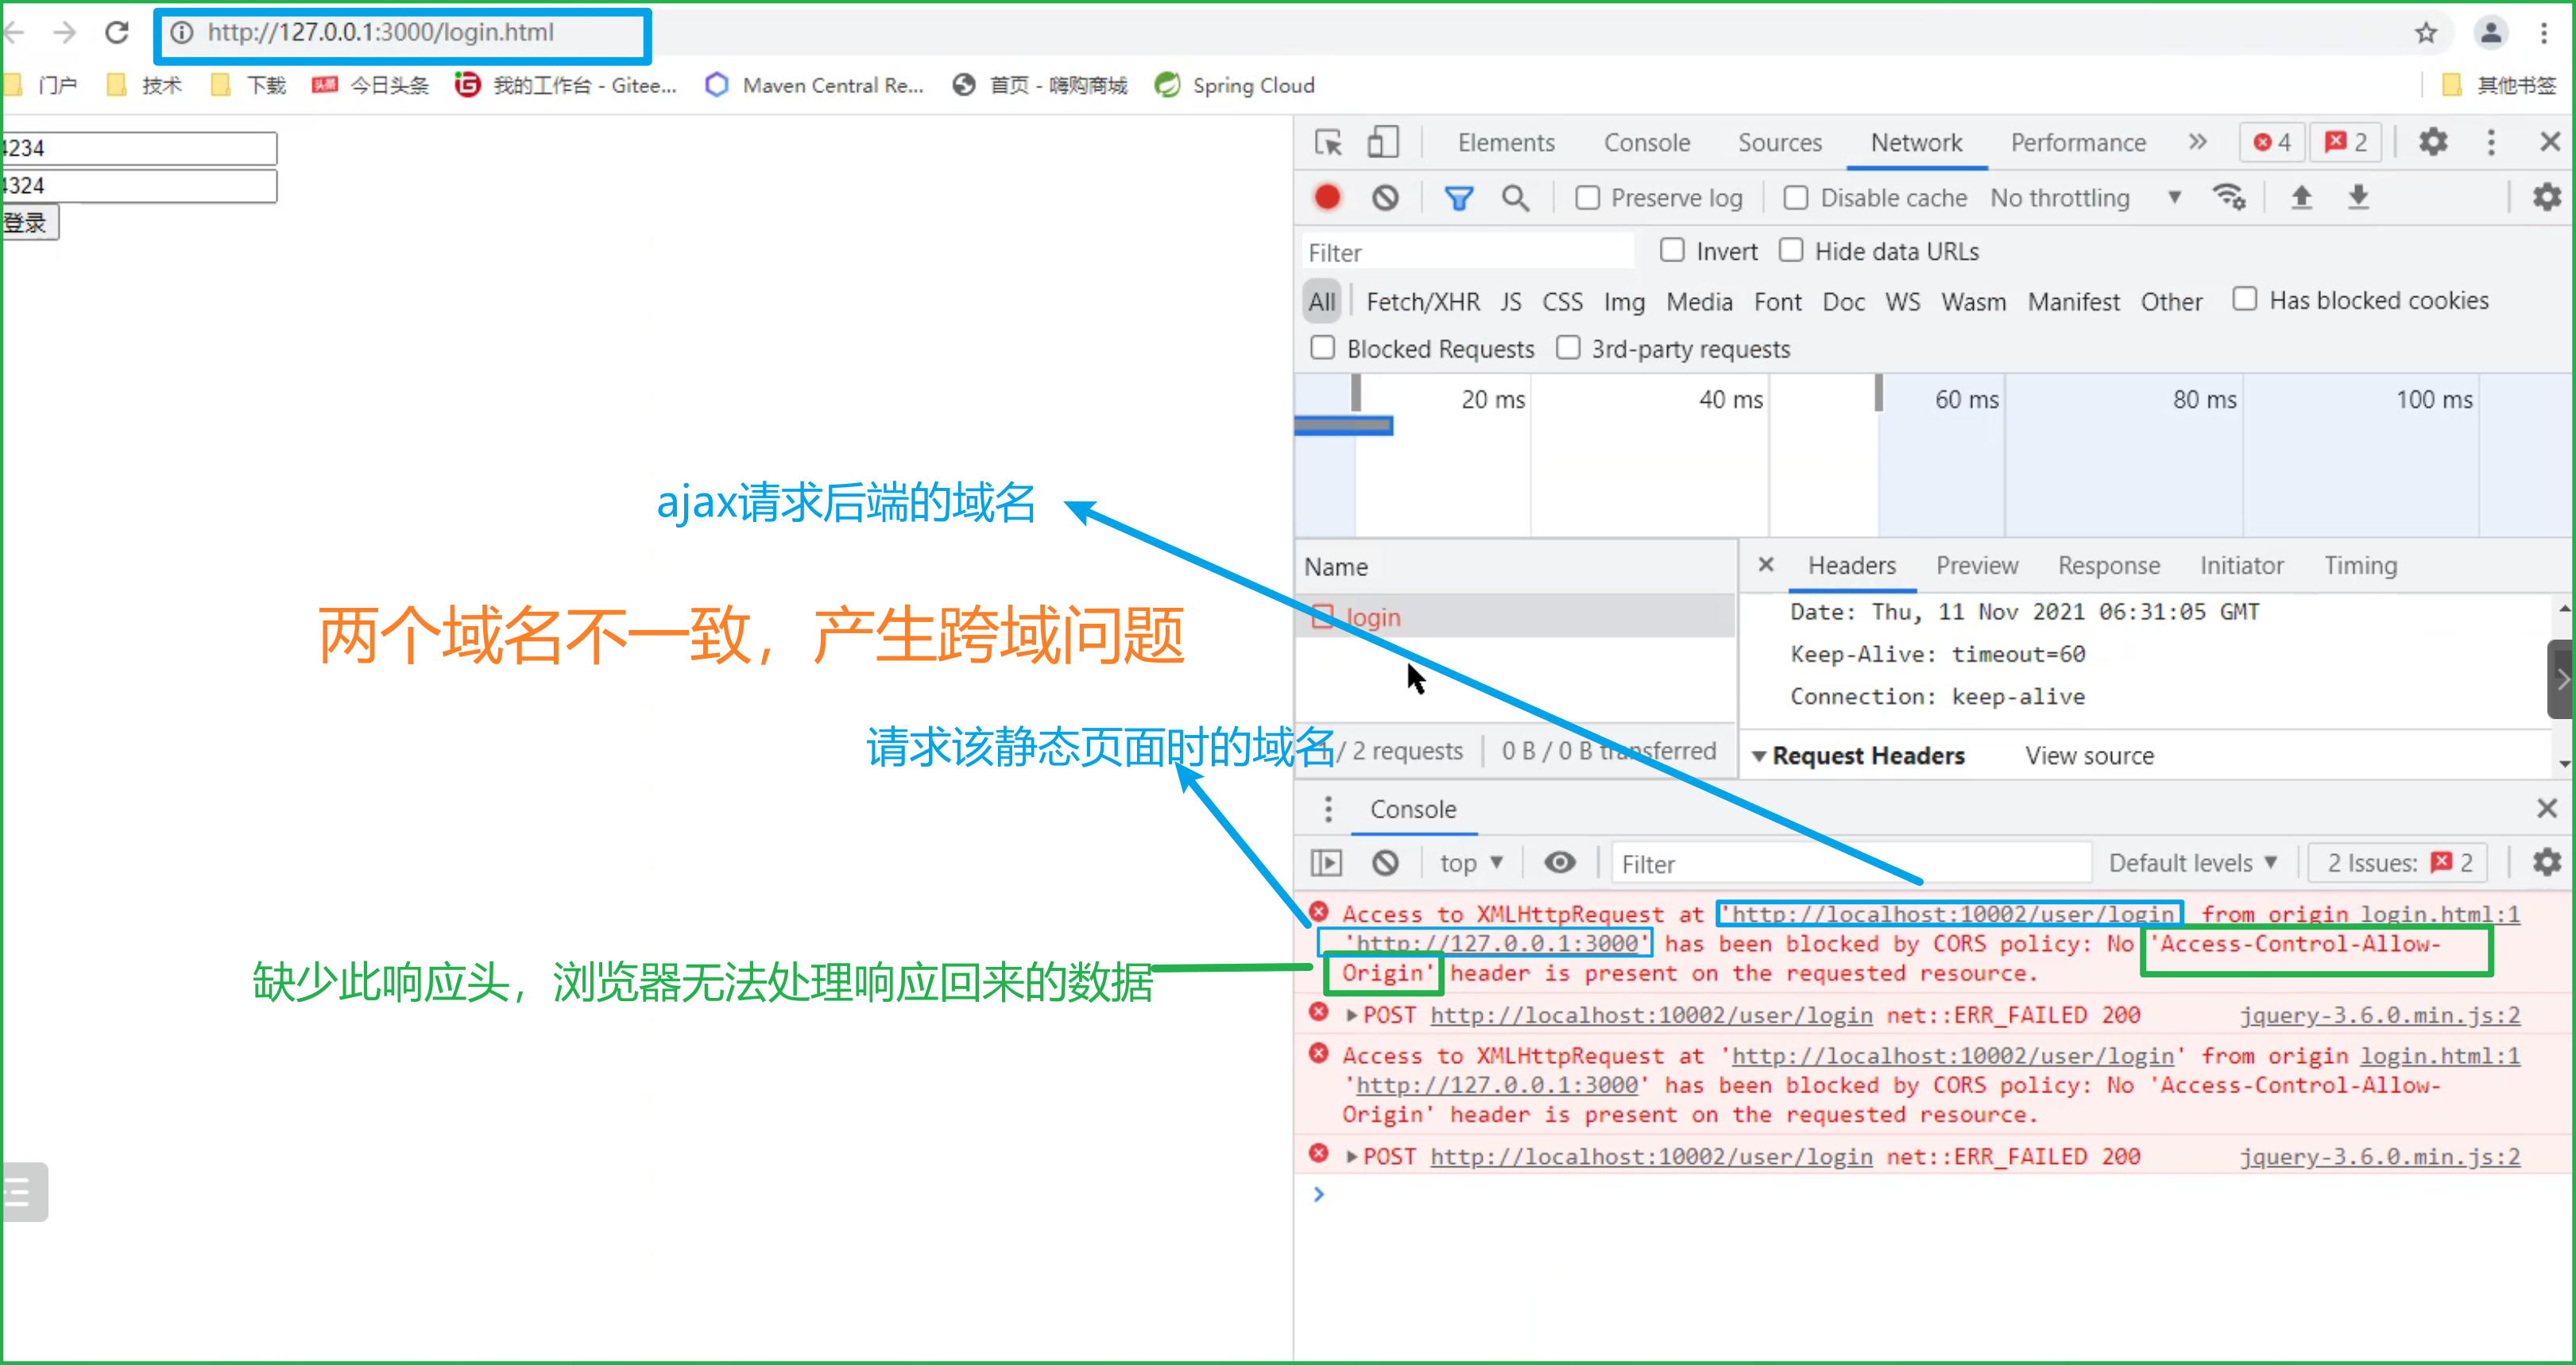 http://127.0.0.1:3000/login.html
门户 技术 下载 头条 今日头条 我的工作台 - Gitee... Maven Central Re... 首页 - 嗨购商城 Spring Cloud 其他书签
4234
4324
登录
ajax请求后端的域名
两个域名不一致，产生跨域问题
请求该静态页面时的域名
缺少此响应头，浏览器无法处理响应回来的数据
Elements Console Sources Network Performance 4 2
Preserve log Disable cache No throttling
Filter Invert Hide data URLs
All Fetch/XHR JS CSS Img Media Font Doc WS Wasm Manifest Other Has blocked cookies
Blocked Requests 3rd-party requests
20 ms 40 ms 60 ms 80 ms 100 ms
Name
login
/ 2 requests 0 B / 0 B transferred
Headers Preview Response Initiator Timing
Date: Thu, 11 Nov 2021 06:31:05 GMT
Keep-Alive: timeout=60
Connection: keep-alive
Request Headers View source
Console
top Filter Default levels 2 Issues: 2
Access to XMLHttpRequest at 'http://localhost:10002/user/login' from origin login.html:1
'http://127.0.0.1:3000' has been blocked by CORS policy: No 'Access-Control-Allow-
Origin' header is present on the requested resource.
POST http://localhost:10002/user/login net::ERR_FAILED 200 jquery-3.6.0.min.js:2
Access to XMLHttpRequest at 'http://localhost:10002/user/login' from origin login.html:1
'http://127.0.0.1:3000' has been blocked by CORS policy: No 'Access-Control-Allow-
Origin' header is present on the requested resource.
POST http://localhost:10002/user/login net::ERR_FAILED 200 jquery-3.6.0.min.js:2